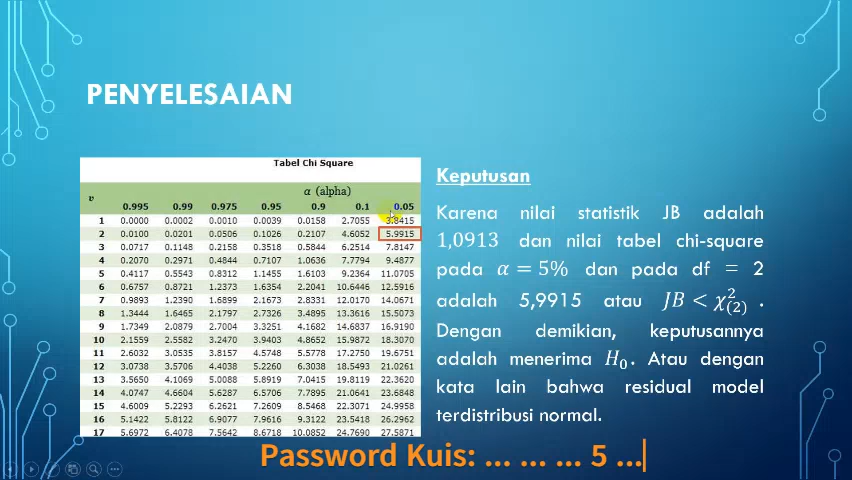 PENYELESAIAN
Tabel Chi Square
v
α (alpha)
0.995 0.99 0.975 0.95 0.9 0.1 0.05
1 0.0000 0.0002 0.0010 0.0039 0.0158 2.7055 3.8415
2 0.0100 0.0201 0.0506 0.1026 0.2107 4.6052 5.9915
3 0.0717 0.1148 0.2158 0.3518 0.5844 6.2514 7.8147
4 0.2070 0.2971 0.4844 0.7107 1.0636 7.7794 9.4877
5 0.4117 0.5543 0.8312 1.1455 1.6103 9.2364 11.0705
6 0.6757 0.8721 1.2373 1.6354 2.2041 10.6446 12.5916
7 0.9893 1.2390 1.6899 2.1673 2.8331 12.0170 14.0671
8 1.3444 1.6465 2.1797 2.7326 3.4895 13.3616 15.5073
9 1.7349 2.0879 2.7004 3.3251 4.1682 14.6837 16.9190
10 2.1559 2.5582 3.2470 3.9403 4.8652 15.9872 18.3070
11 2.6032 3.0535 3.8157 4.5748 5.5778 17.2750 19.6751
12 3.0738 3.5706 4.4038 5.2260 6.3038 18.5493 21.0261
13 3.5650 4.1069 5.0088 5.8919 7.0415 19.8119 22.3620
14 4.0747 4.6604 5.6287 6.5706 7.7895 21.0641 23.6848
15 4.6009 5.2293 6.2621 7.2609 8.5468 22.3071 24.9958
16 5.1422 5.8122 6.9077 7.9616 9.3122 23.5418 26.2962
17 5.6972 6.4078 7.5642 8.6718 10.0852 24.7690 27.5871
Keputusan
Karena nilai statistik JB adalah
1,0913 dan nilai tabel chi-square
pada α = 5% dan pada df = 2
adalah 5,9915 atau JB < χ²₍₂₎ .
Dengan demikian, keputusannya
adalah menerima H₀. Atau dengan
kata lain bahwa residual model
terdistribusi normal.
Password Kuis: ... ... ... 5 ...